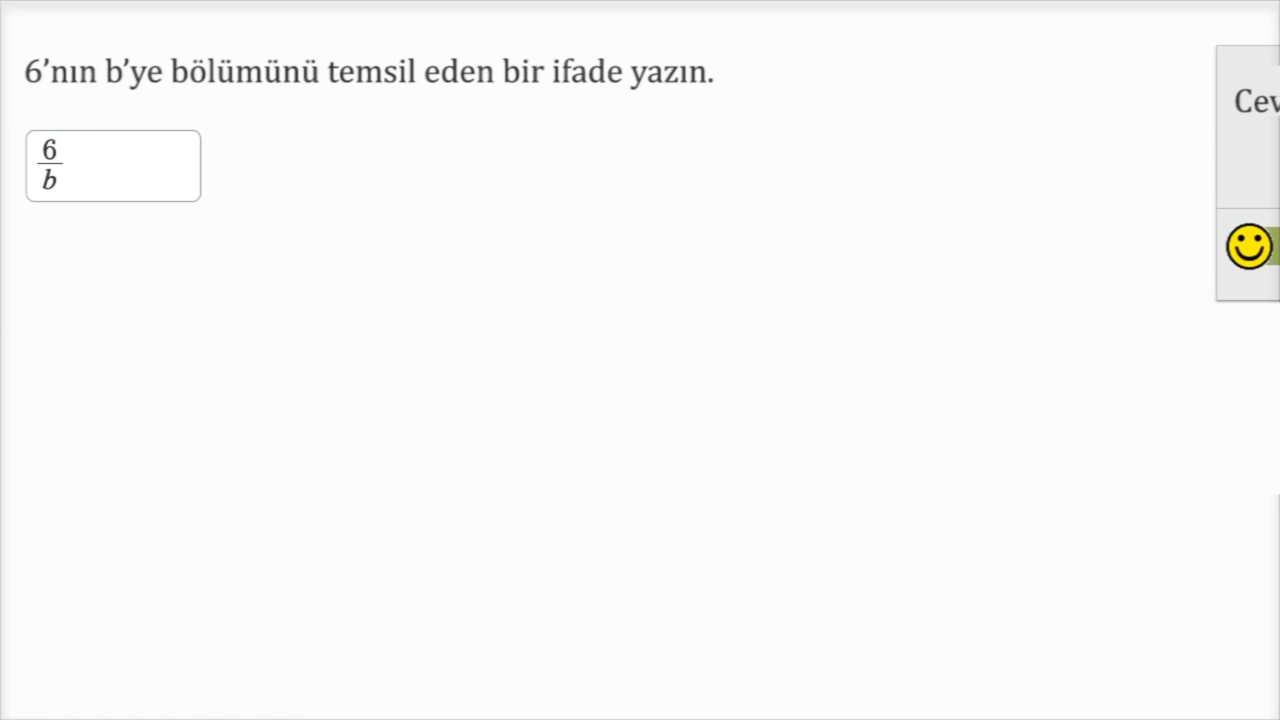 6’nın b’ye bölümünü temsil eden bir ifade yazın.
6
b